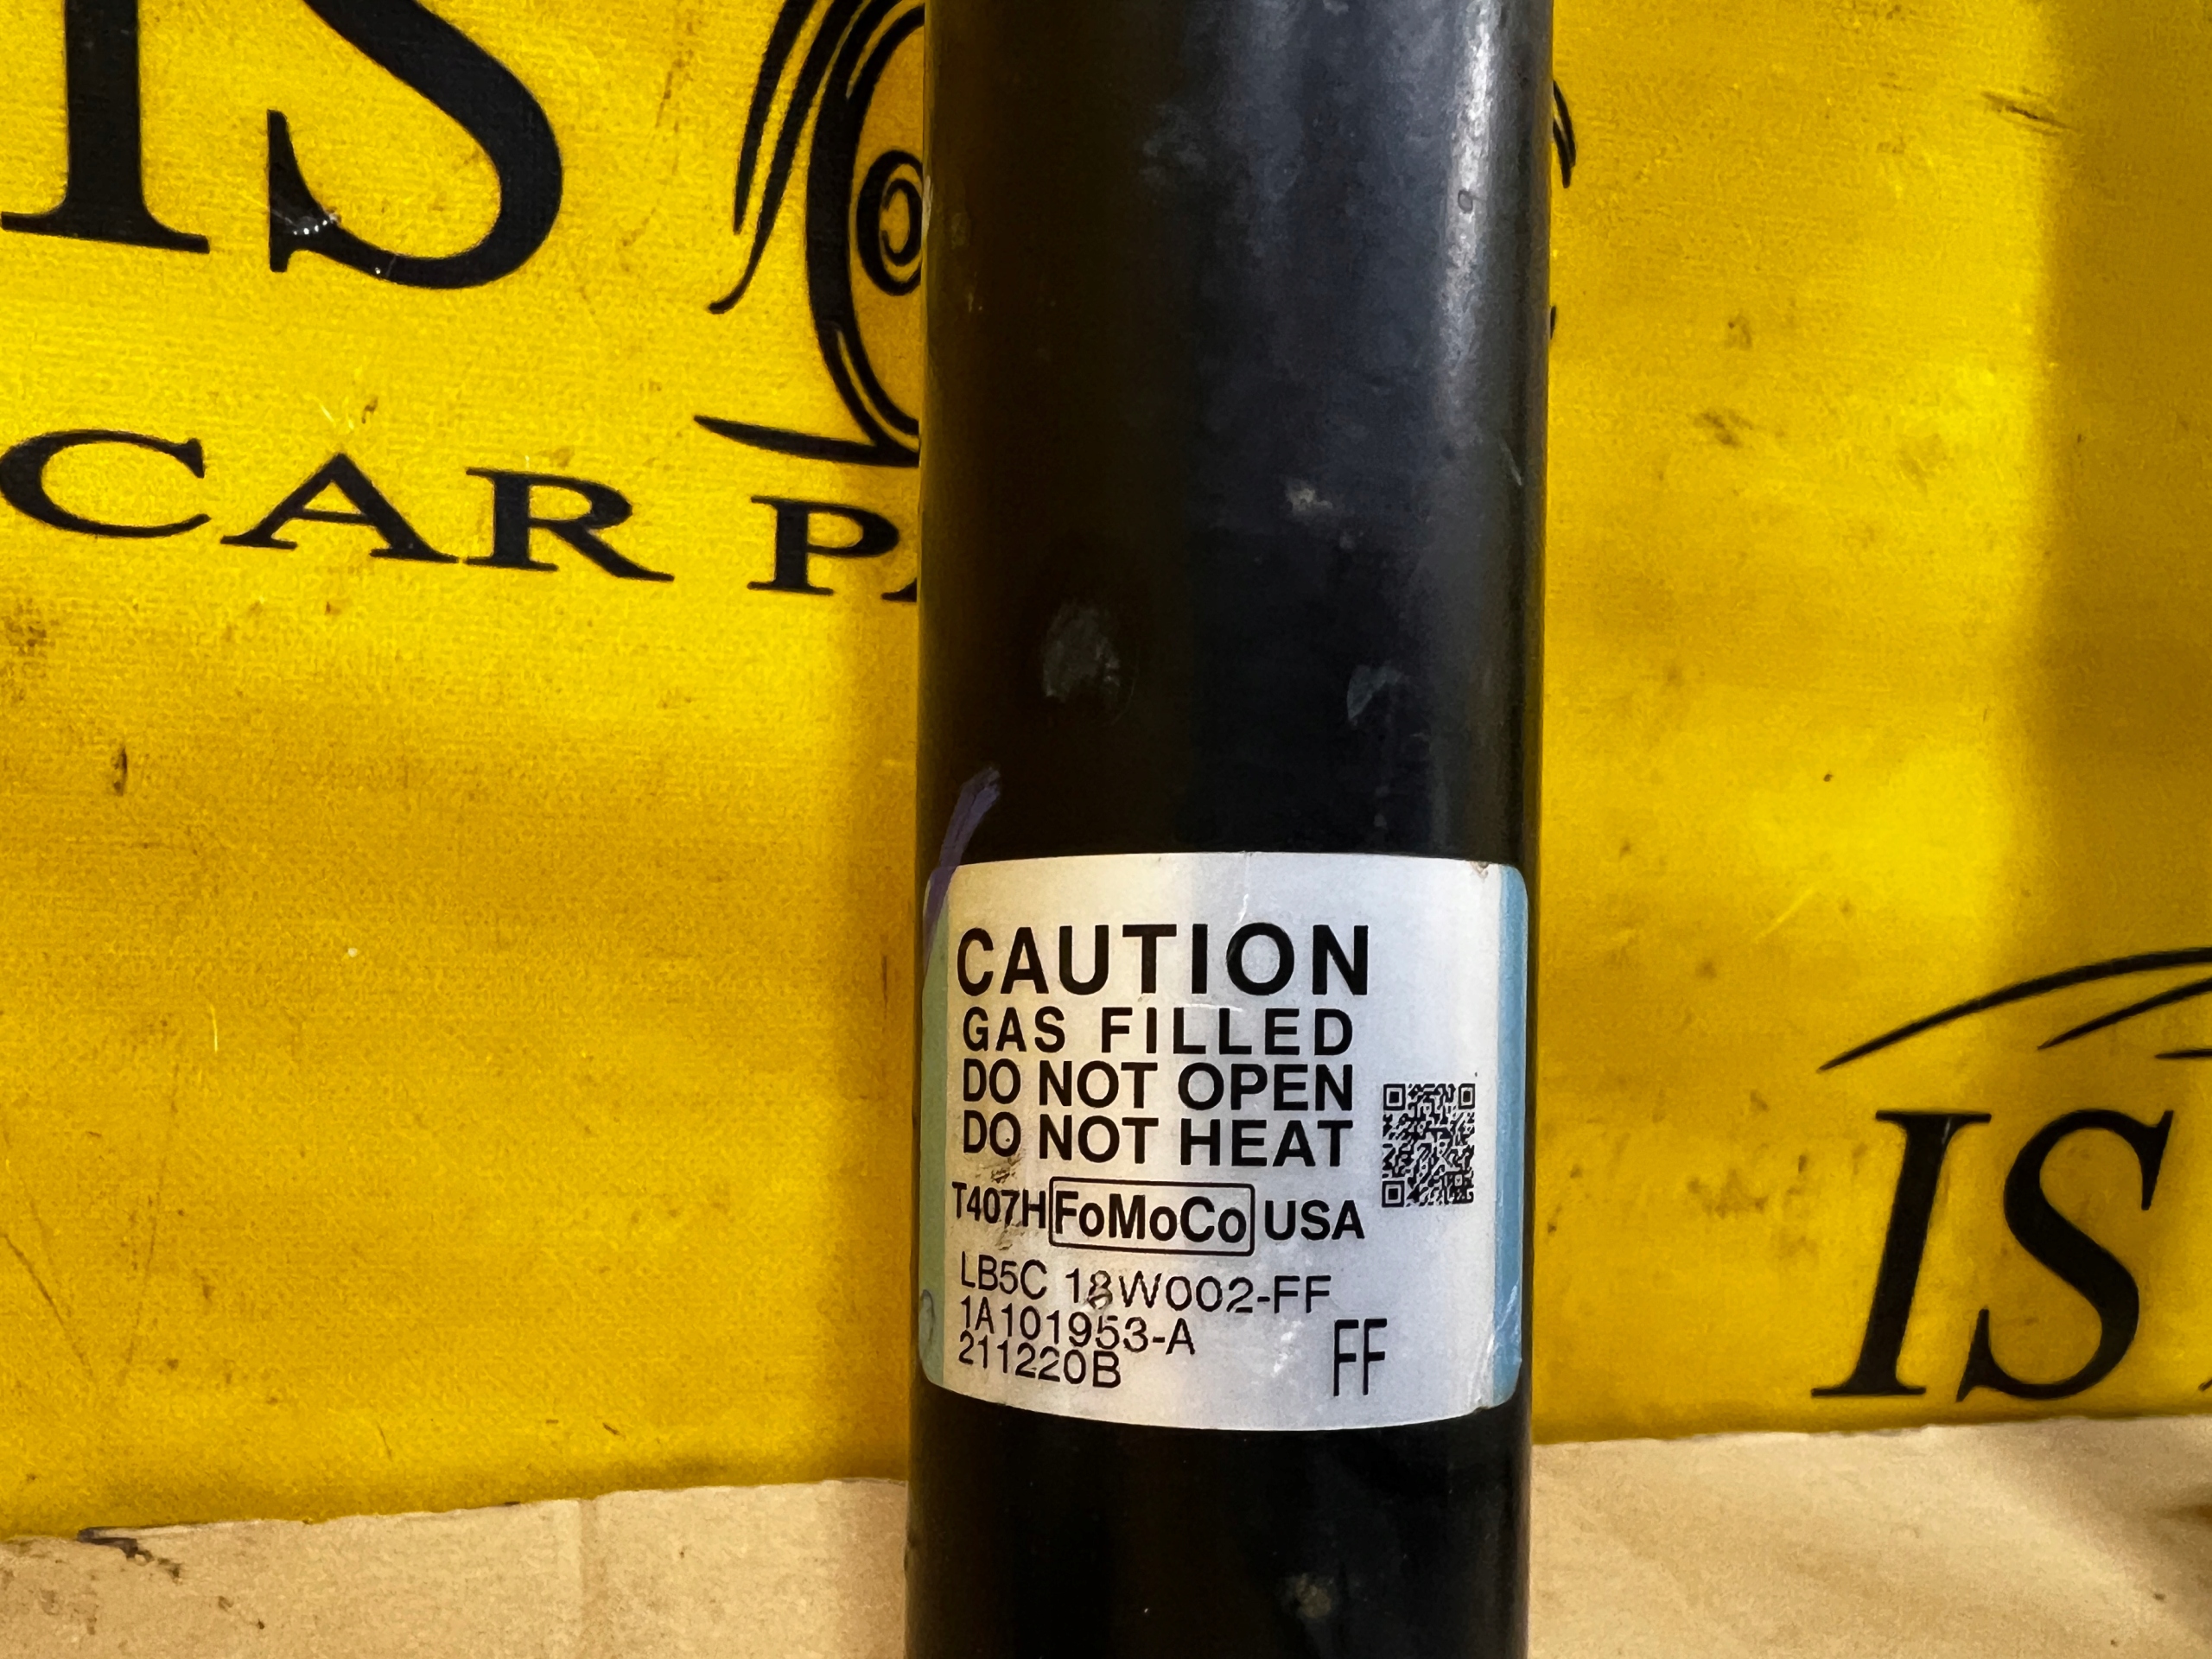 IS
CAR PA
CAUTION
GAS FILLED
DO NOT OPEN
DO NOT HEAT
T407H FoMoCo USA
LB5C 18W002-FF
1A101953-A
211220B
FF
IS